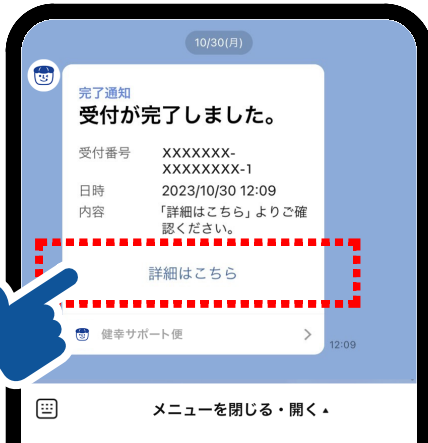 10/30(月)
完了通知
受付が完了しました。
受付番号 XXXXXXX-
XXXXXXXX-1
日時 2023/10/30 12:09
内容 「詳細はこちら」よりご確
認ください。
詳細はこちら
健幸サポート便
12:09
メニューを閉じる・開く▲